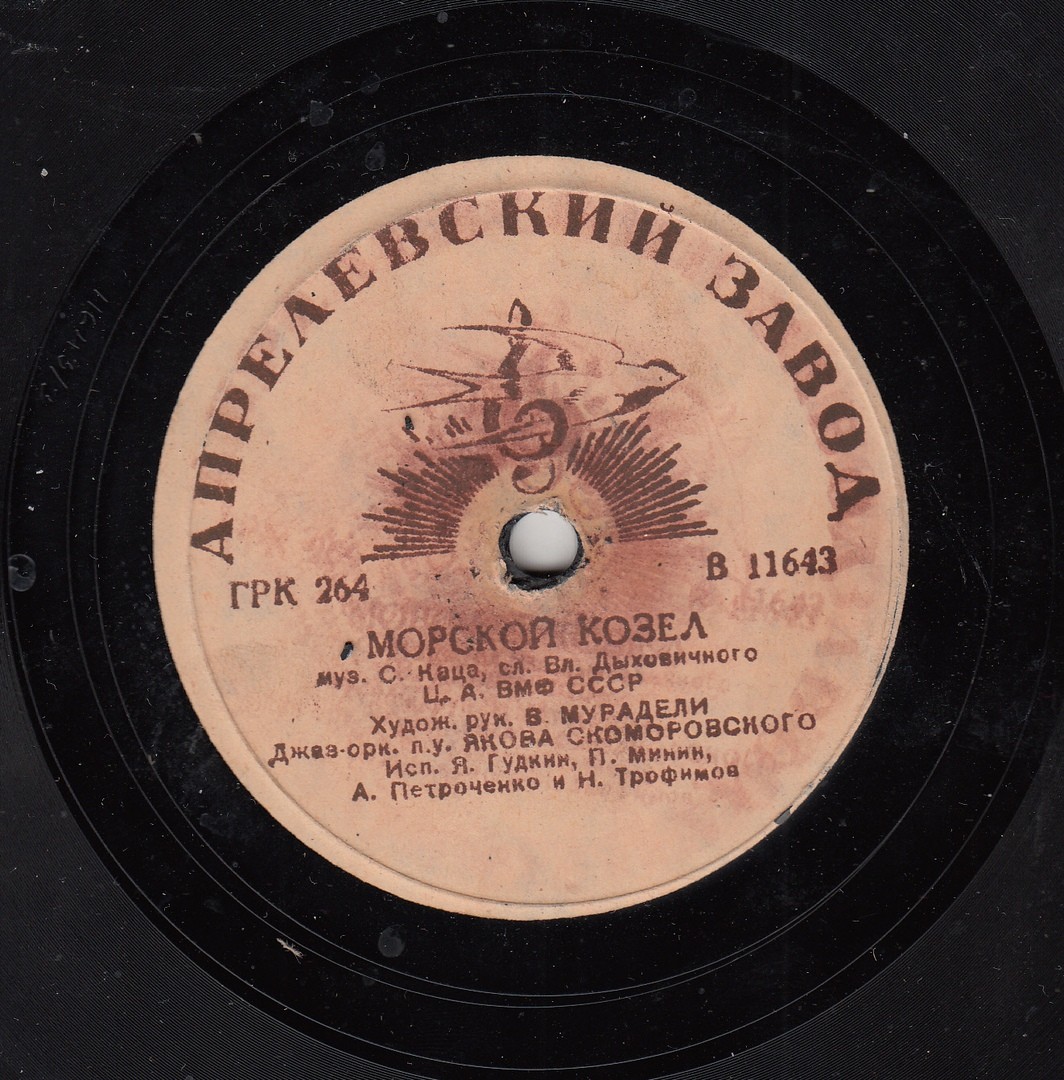 АПРЕЛЕВСКИЙ ЗАВОД
ГРК 264
В 11643
МОРСКОЙ КОЗЕЛ
муз. С. Каца, сл. Вл. Дыховичного
Ц. А. ВМФ СССР
Худож. рук. В. МУРАДЕЛИ
Джаз-орк. п.у. ЯКОВА СКОМОРОВСКОГО
Исп. Я. Гудкин, П. Минин,
А. Петроченко и Н. Трофимов